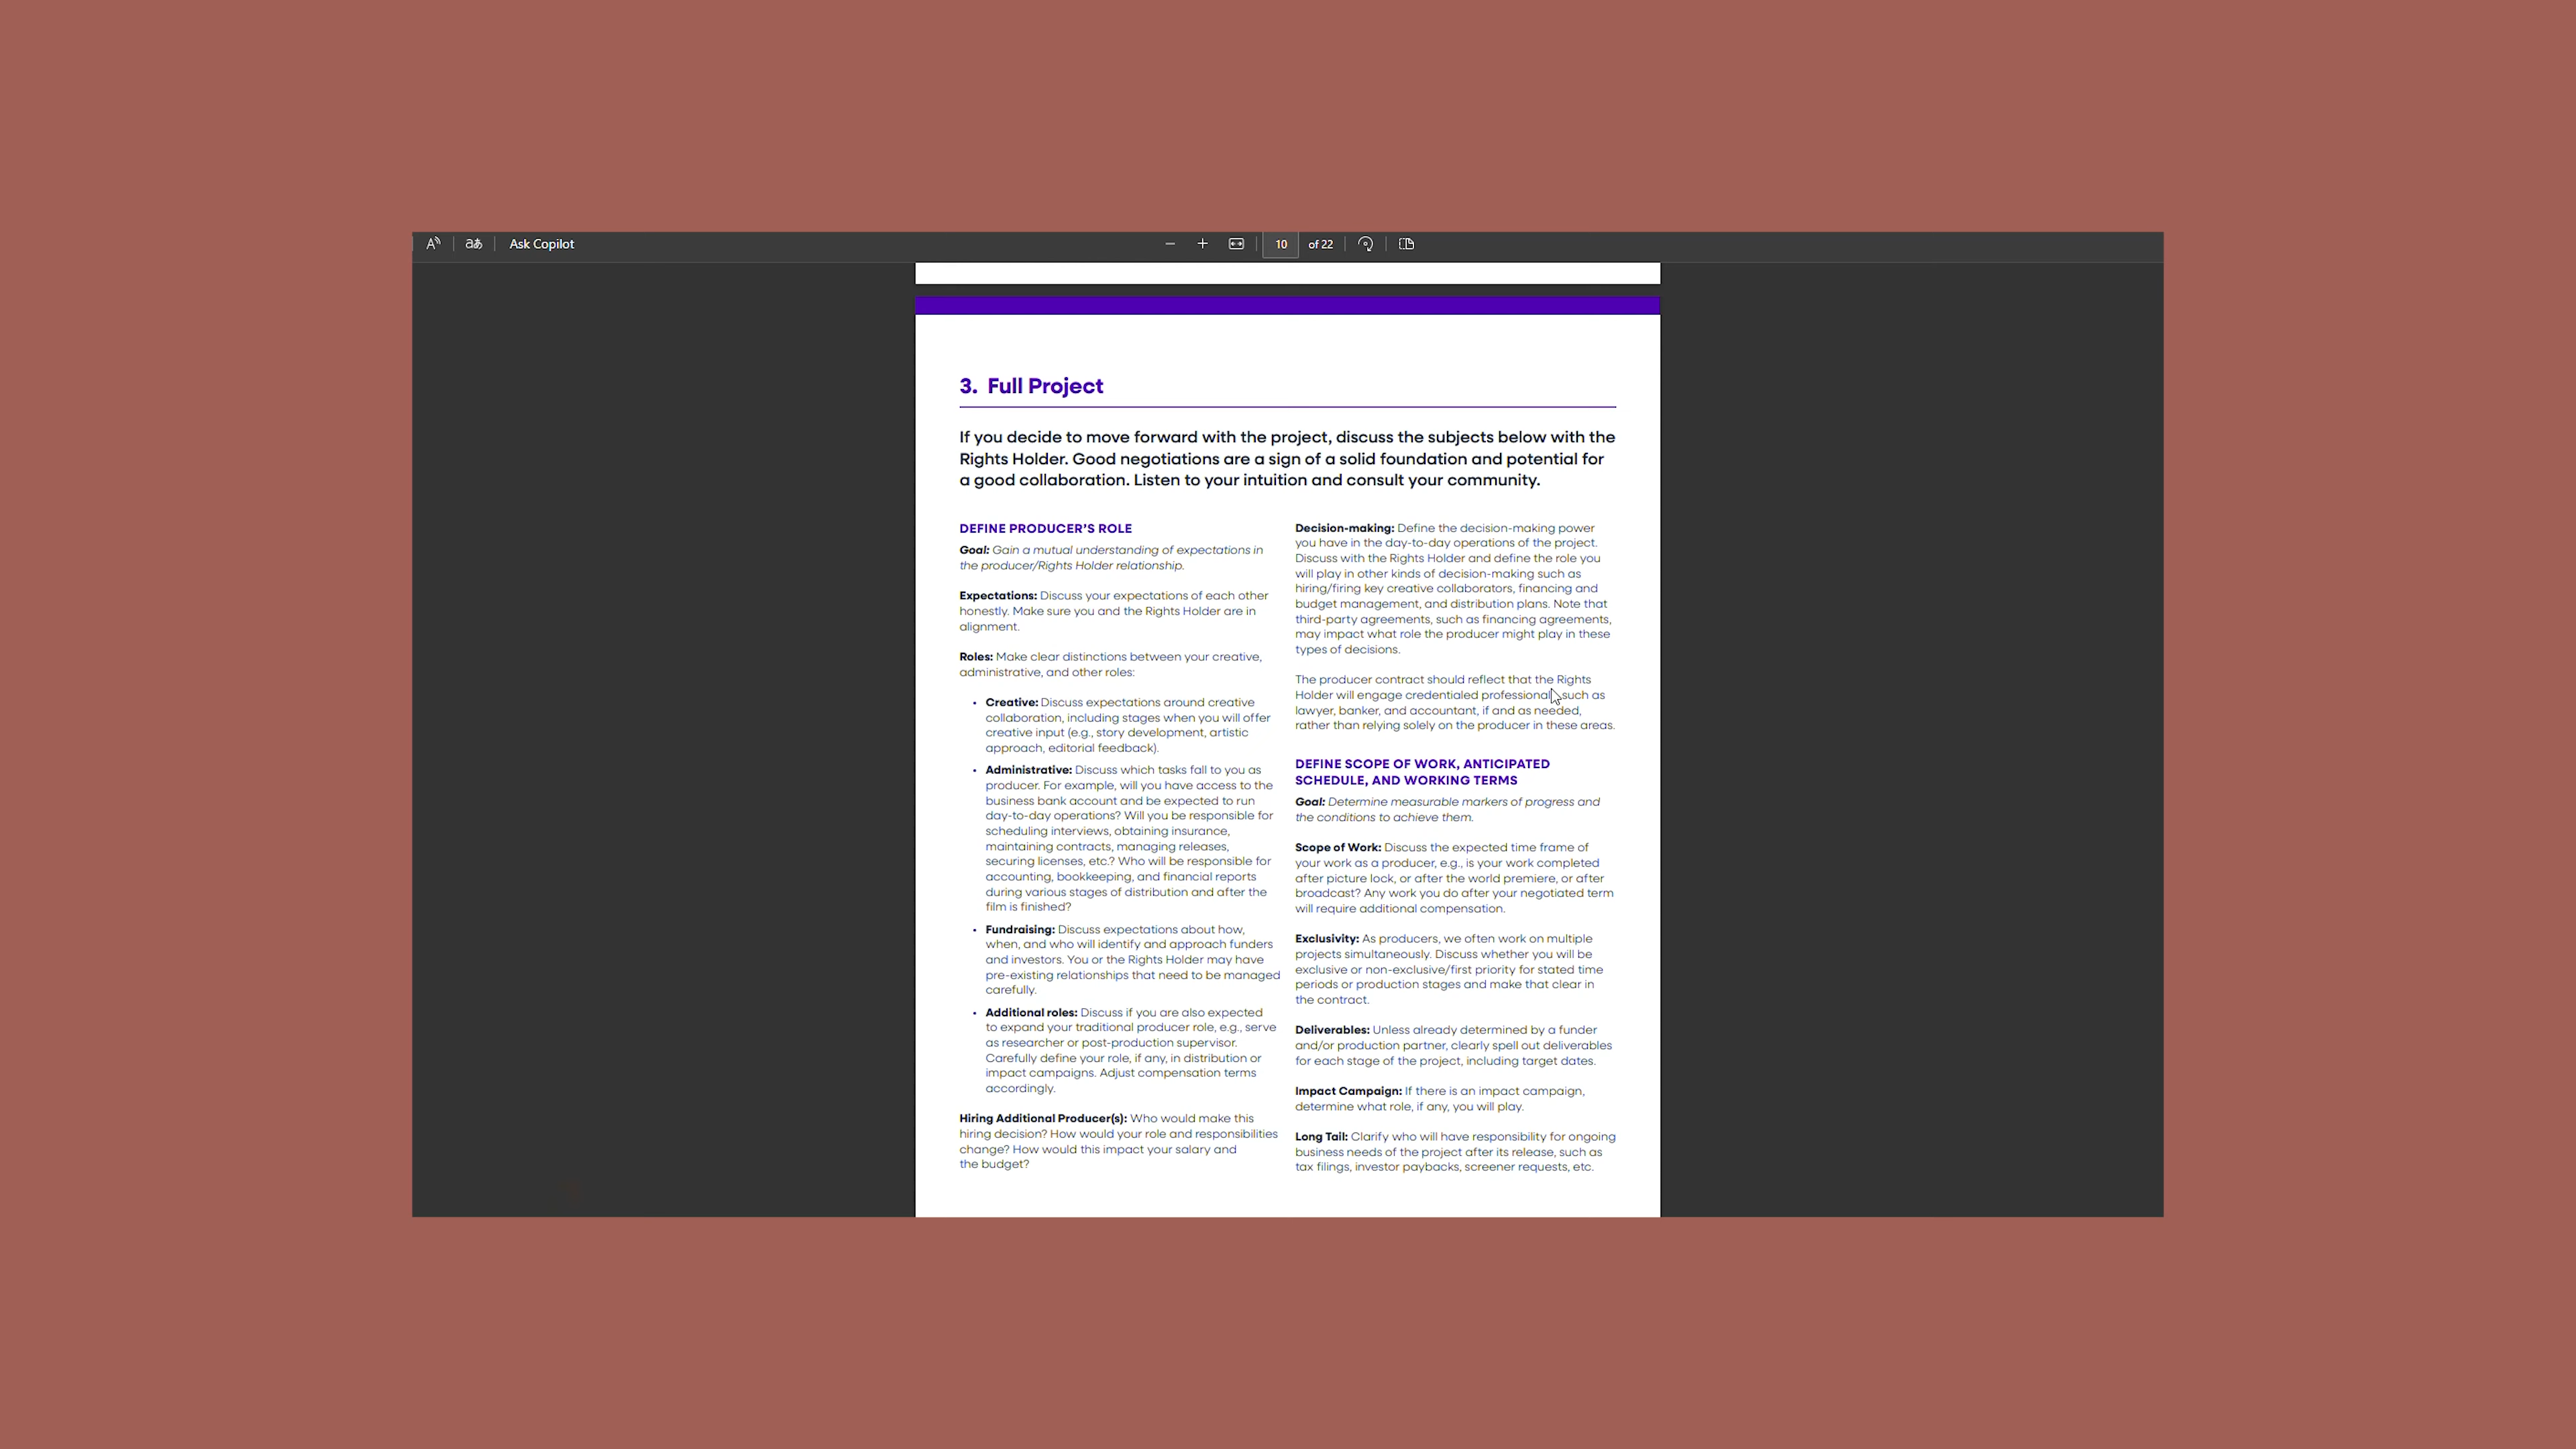 Ask Copilot
10 of 22
3. Full Project
If you decide to move forward with the project, discuss the subjects below with the
Rights Holder. Good negotiations are a sign of a solid foundation and potential for
a good collaboration. Listen to your intuition and consult your community.
DEFINE PRODUCER'S ROLE
Goal: Gain a mutual understanding of expectations in
the producer/Rights Holder relationship.
Expectations: Discuss your expectations of each other
honestly. Make sure you and the Rights Holder are in
alignment.
Roles: Make clear distinctions between your creative,
administrative, and other roles:
• Creative: Discuss expectations around creative
collaboration, including stages when you will offer
creative input (e.g., story development, artistic
approach, editorial feedback).
• Administrative: Discuss which tasks fall to you as
producer. For example, will you have access to the
business bank account and be expected to run
day-to-day operations? Will you be responsible for
scheduling interviews, obtaining insurance,
maintaining contracts, managing releases,
securing licenses, etc.? Who will be responsible for
accounting, bookkeeping, and financial reports
during various stages of distribution and after the
film is finished?
• Fundraising: Discuss expectations about how,
when, and who will identify and approach funders
and investors. You or the Rights Holder may have
pre-existing relationships that need to be managed
carefully.
• Additional roles: Discuss if you are also expected
to expand your traditional producer role, e.g., serve
as researcher or post-production supervisor.
Carefully define your role, if any, in distribution or
impact campaigns. Adjust compensation terms
accordingly.
Hiring Additional Producer(s): Who would make this
hiring decision? How would your role and responsibilities
change? How would this impact your salary and
the budget?
Decision-making: Define the decision-making power
you have in the day-to-day operations of the project.
Discuss with the Rights Holder and define the role you
will play in other kinds of decision-making such as
hiring/firing key creative collaborators, financing and
budget management, and distribution plans. Note that
third-party agreements, such as financing agreements,
may impact what role the producer might play in these
types of decisions.
The producer contract should reflect that the Rights
Holder will engage credentialed professional such as
lawyer, banker, and accountant, if and as needed,
rather than relying solely on the producer in these areas.
DEFINE SCOPE OF WORK, ANTICIPATED
SCHEDULE, AND WORKING TERMS
Goal: Determine measurable markers of progress and
the conditions to achieve them.
Scope of Work: Discuss the expected time frame of
your work as a producer, e.g., is your work completed
after picture lock, or after the world premiere, or after
broadcast? Any work you do after your negotiated term
will require additional compensation.
Exclusivity: As producers, we often work on multiple
projects simultaneously. Discuss whether you will be
exclusive or non-exclusive/first priority for stated time
periods or production stages and make that clear in
the contract.
Deliverables: Unless already determined by a funder
and/or production partner, clearly spell out deliverables
for each stage of the project, including target dates.
Impact Campaign: If there is an impact campaign,
determine what role, if any, you will play.
Long Tail: Clarify who will have responsibility for ongoing
business needs of the project after its release, such as
tax filings, investor paybacks, screener requests, etc.